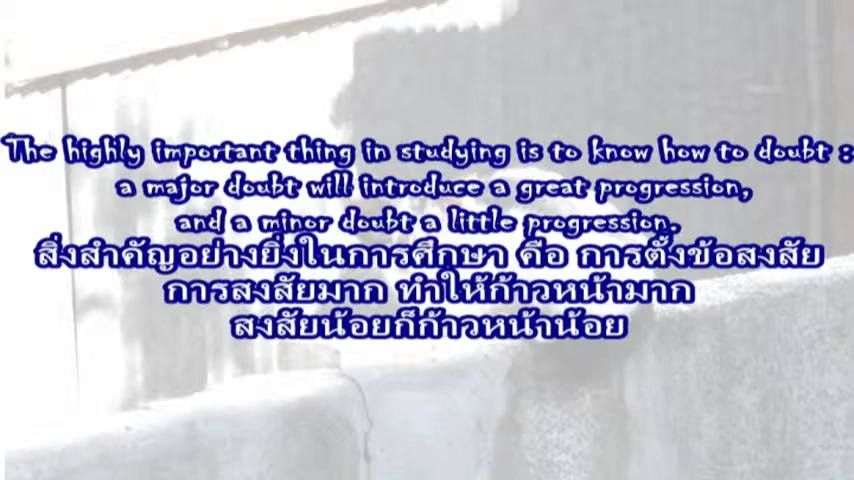 The highly important thing in studying is to know how to doubt :
a major doubt will introduce a great progression,
and a minor doubt a little progression.
สิ่งสำคัญอย่างยิ่งในการศึกษา คือ การตั้งข้อสงสัย
การสงสัยมาก ทำให้ก้าวหน้ามาก
สงสัยน้อยก็ก้าวหน้าน้อย